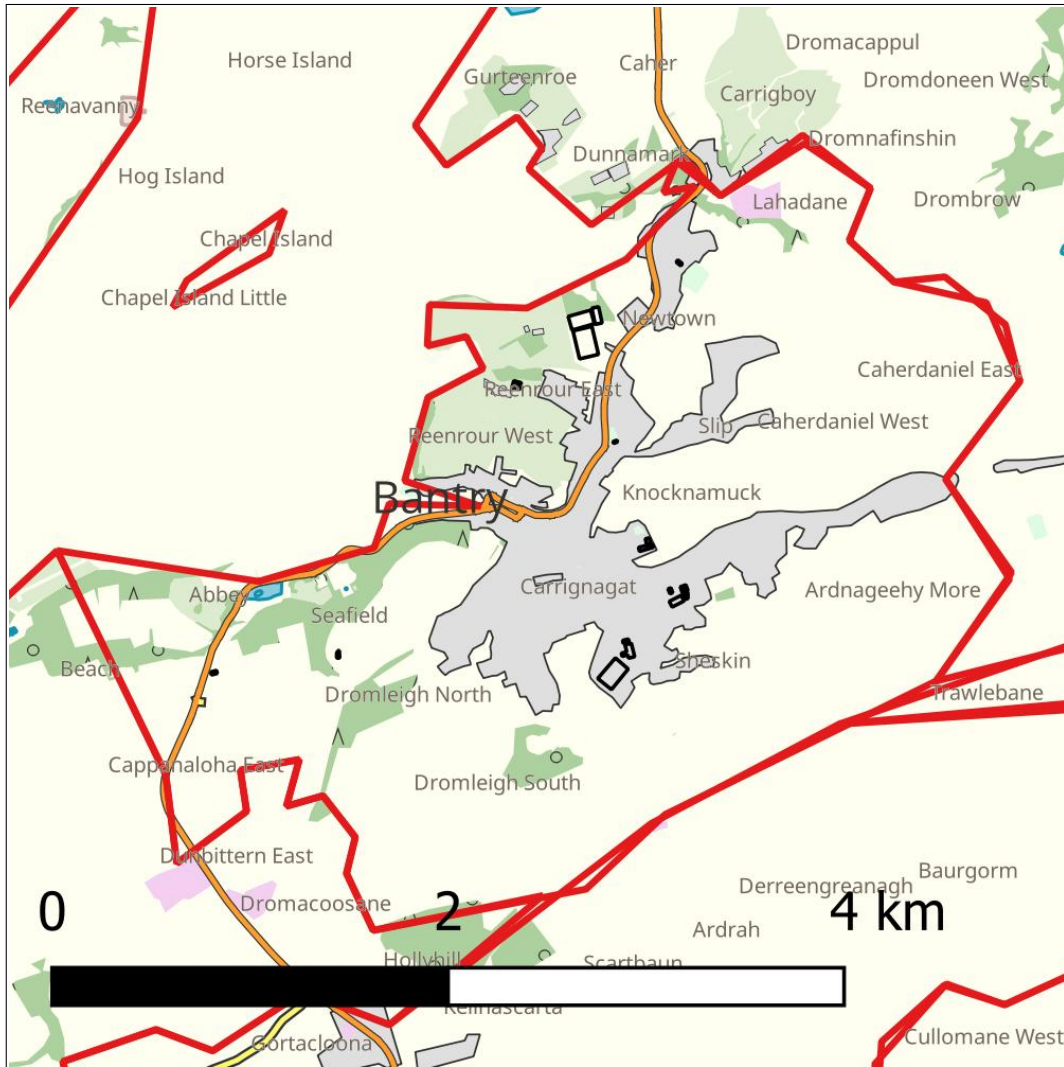 Horse Island
Caher
Dromacappul
Gurteenroe
Dromdoneen West
Carrigboy
Reenavanny
Dromnafinshin
Dunnamark
Hog Island
Lahadane
Drombrow
Chapel Island
Chapel Island Little
Newtown
Caherdaniel East
Reenrour East
Reenrour West
Slip
Caherdaniel West
Bantry
Knocknamuck
Carrignagat
Ardnageehy More
Abbey
Seafield
Beach
Sheskin
Dromleigh North
Trawlebane
Cappanaloha East
Dromleigh South
Dunbittern East
Baurgorm
Derreengreanagh
Dromacoosane
0 2 4 km
Ardrah
Hollyhill
Scartbaun
Keilnascarta
Gortacloona
Cullomane West